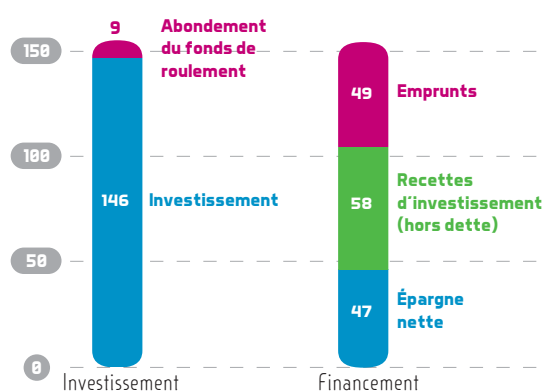 9
Abondement
du fonds de
roulement
150
49
Emprunts
100
146
Investissement
58
Recettes
d'investissement
(hors dette)
50
47
Épargne
nette
0
Investissement
Financement